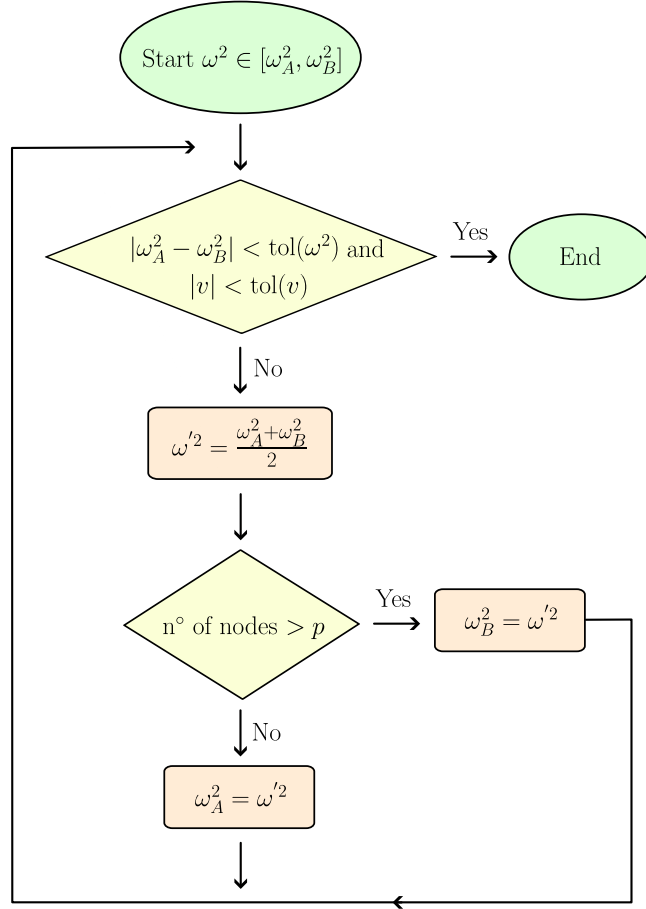 Start ω² ∈ [ω_A², ω_B²]
|ω_A² − ω_B²| < tol(ω²) and
|v| < tol(v)
Yes
End
No
ω'² = (ω_A²+ω_B²)/2
n° of nodes > p
Yes
ω_B² = ω'²
No
ω_A² = ω'²